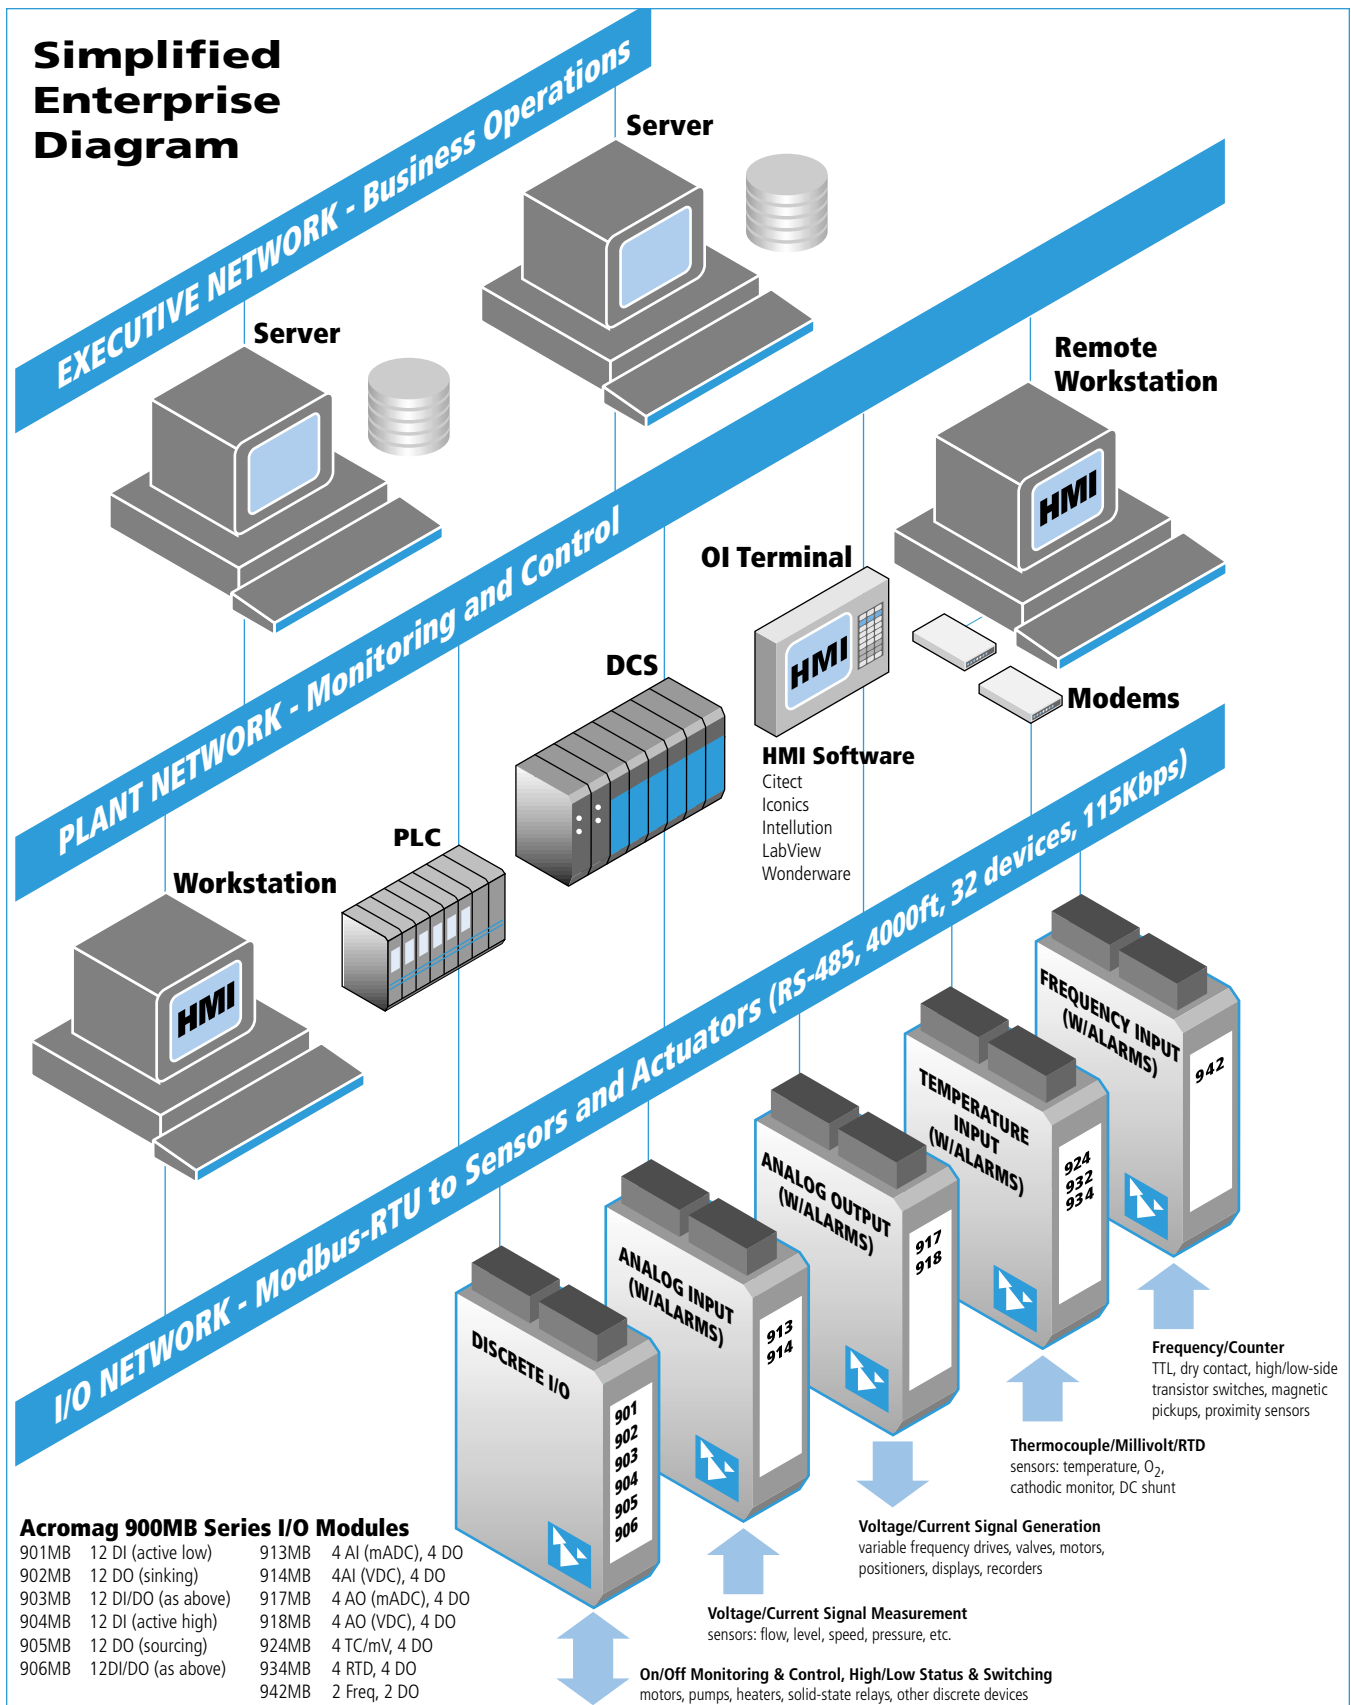 Simplified
Enterprise
Diagram
EXECUTIVE NETWORK - Business Operations
Server
Server
Remote
Workstation
HMI
PLANT NETWORK - Monitoring and Control
OI Terminal
HMI
DCS
Modems
HMI Software
Citect
Iconics
Intellution
LabView
Wonderware
PLC
Workstation
HMI
I/O NETWORK - Modbus-RTU to Sensors and Actuators (RS-485, 4000ft, 32 devices, 115Kbps)
FREQUENCY INPUT
(W/ALARMS)
942
TEMPERATURE
INPUT
(W/ALARMS)
924
932
934
ANALOG OUTPUT
(W/ALARMS)
917
918
ANALOG INPUT
(W/ALARMS)
913
914
DISCRETE I/O
901
902
903
904
905
906
Frequency/Counter
TTL, dry contact, high/low-side
transistor switches, magnetic
pickups, proximity sensors
Thermocouple/Millivolt/RTD
sensors: temperature, O2,
cathodic monitor, DC shunt
Voltage/Current Signal Generation
variable frequency drives, valves, motors,
positioners, displays, recorders
Voltage/Current Signal Measurement
sensors: flow, level, speed, pressure, etc.
On/Off Monitoring & Control, High/Low Status & Switching
motors, pumps, heaters, solid-state relays, other discrete devices
Acromag 900MB Series I/O Modules
901MB 12 DI (active low)
902MB 12 DO (sinking)
903MB 12 DI/DO (as above)
904MB 12 DI (active high)
905MB 12 DO (sourcing)
906MB 12DI/DO (as above)
913MB 4 AI (mADC), 4 DO
914MB 4AI (VDC), 4 DO
917MB 4 AO (mADC), 4 DO
918MB 4 AO (VDC), 4 DO
924MB 4 TC/mV, 4 DO
934MB 4 RTD, 4 DO
942MB 2 Freq, 2 DO